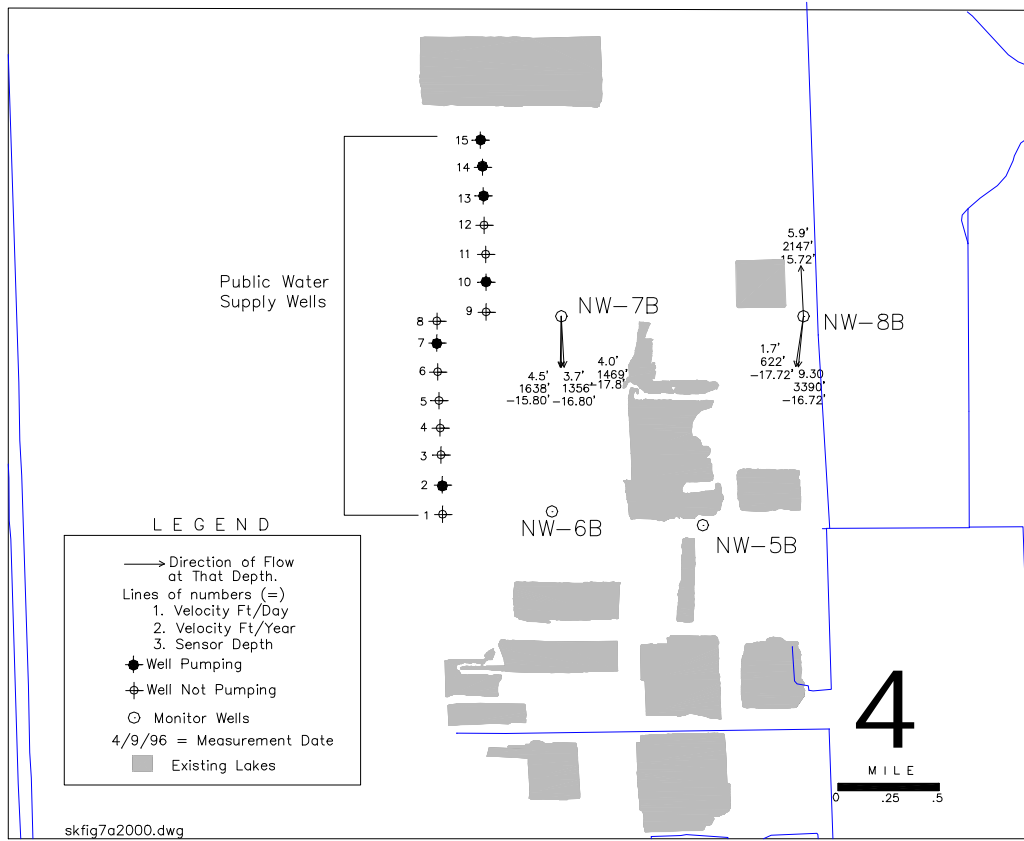 15
14
13
12
11
10
9
8
7
6
5
4
3
2
1
Public Water
Supply Wells
NW-7B
4.5'
1638'
-15.80'
3.7'
1356'
-16.80'
4.0'
1469'
-17.8'
5.9'
2147'
15.72'
NW-8B
1.7'
622'
-17.72'
9.30
3390'
-16.72'
NW-6B
NW-5B
LEGEND
Direction of Flow
at That Depth.
Lines of numbers (=)
1. Velocity Ft/Day
2. Velocity Ft/Year
3. Sensor Depth
Well Pumping
Well Not Pumping
Monitor Wells
4/9/96 = Measurement Date
Existing Lakes
4
MILE
0 .25 .5
skfig7a2000.dwg